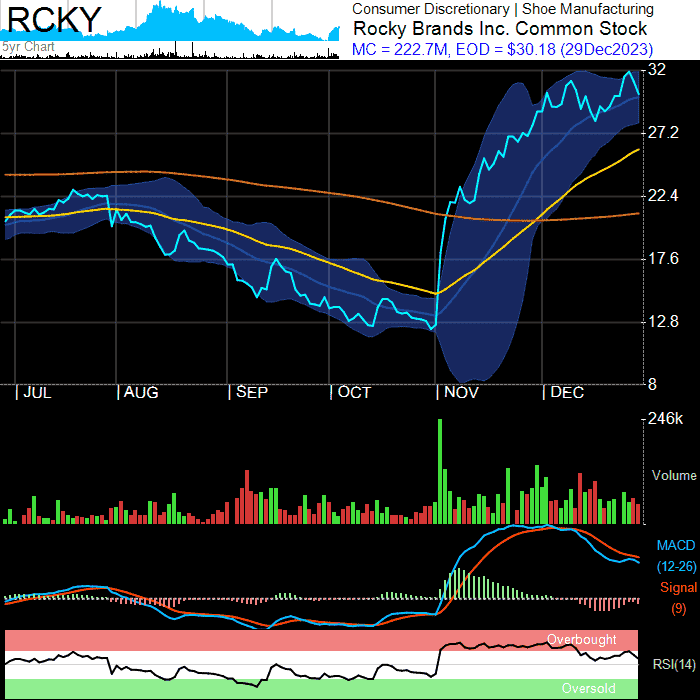 RCKY
5yr Chart
Consumer Discretionary | Shoe Manufacturing
Rocky Brands Inc. Common Stock
MC = 222.7M, EOD = $30.18 (29Dec2023)
32
27.2
22.4
17.6
12.8
8
JUL AUG SEP OCT NOV DEC
246k
Volume
MACD
(12-26)
Signal
(9)
Overbought
RSI(14)
Oversold